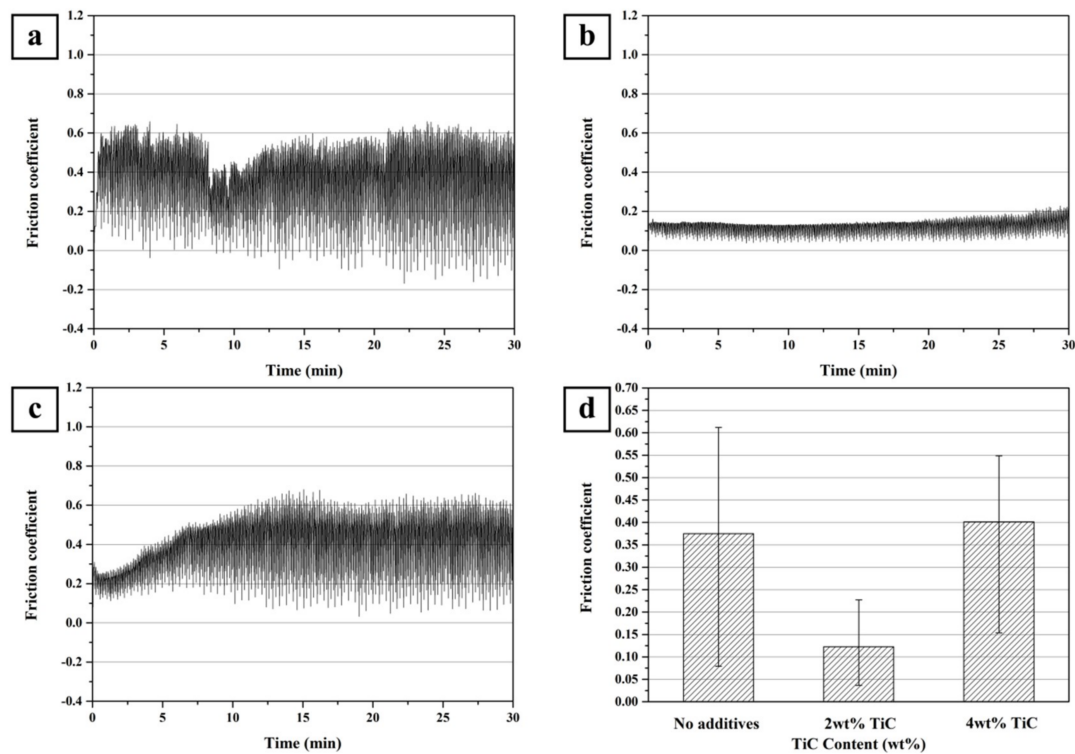 a
1.2
1.0
0.8
0.6
0.4
0.2
0.0
-0.2
-0.4
Friction coefficient
0 5 10 15 20 25 30
Time (min)
b
1.2
1.0
0.8
0.6
0.4
0.2
0.0
-0.2
-0.4
Friction coefficient
0 5 10 15 20 25 30
Time (min)
c
1.2
1.0
0.8
0.6
0.4
0.2
0.0
-0.2
-0.4
Friction coefficient
0 5 10 15 20 25 30
Time (min)
d
0.70
0.65
0.60
0.55
0.50
0.45
0.40
0.35
0.30
0.25
0.20
0.15
0.10
0.05
0.00
Friction coefficient
No additives 2wt% TiC 4wt% TiC
TiC Content (wt%)